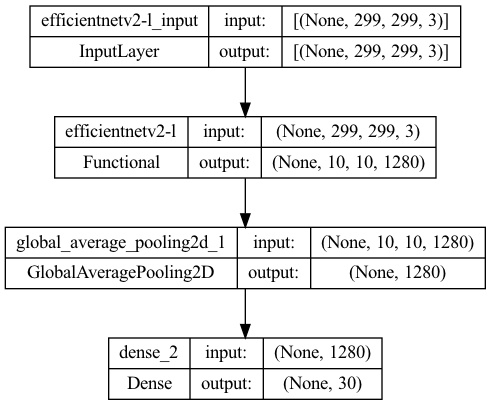 efficientnetv2-l_input input: [(None, 299, 299, 3)]
InputLayer output: [(None, 299, 299, 3)]
efficientnetv2-l input: (None, 299, 299, 3)
Functional output: (None, 10, 10, 1280)
global_average_pooling2d_1 input: (None, 10, 10, 1280)
GlobalAveragePooling2D output: (None, 1280)
dense_2 input: (None, 1280)
Dense output: (None, 30)